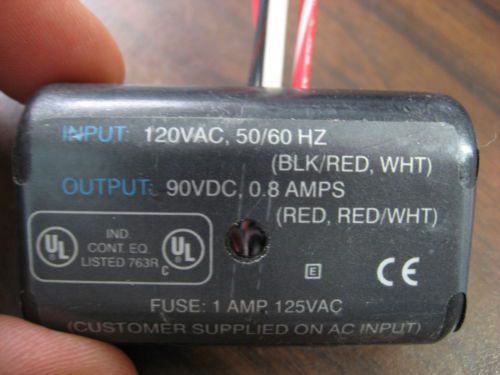 INPUT: 120VAC, 50/60 HZ
(BLK/RED, WHT)
OUTPUT: 90VDC, 0.8 AMPS
(RED, RED/WHT)
UL
IND.
CONT. EQ.
LISTED 763R
C UL
E
CE
FUSE: 1 AMP, 125VAC
(CUSTOMER SUPPLIED ON AC INPUT)